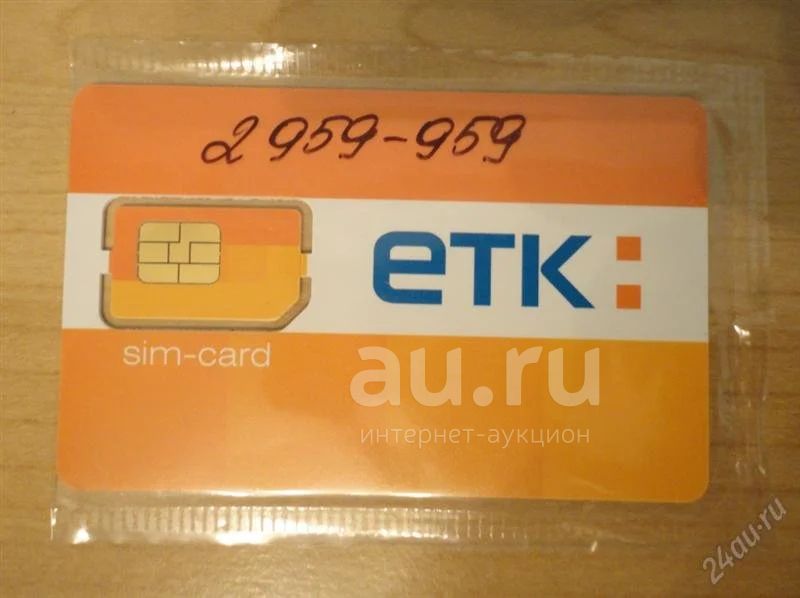 2 959-959
етк:
sim-card
au.ru
интернет-аукцион
24au.ru